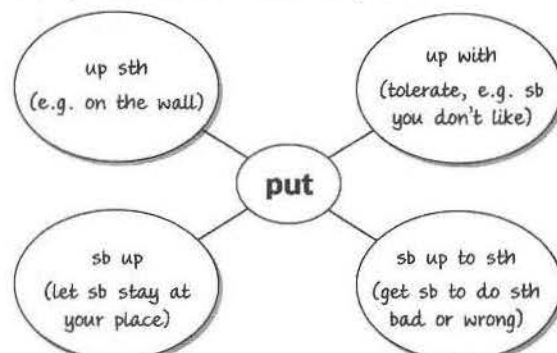 up sth
(e.g. on the wall)
up with
(tolerate, e.g. sb
you don't like)
put
sb up
(let sb stay at
your place)
sb up to sth
(get sb to do sth
bad or wrong)